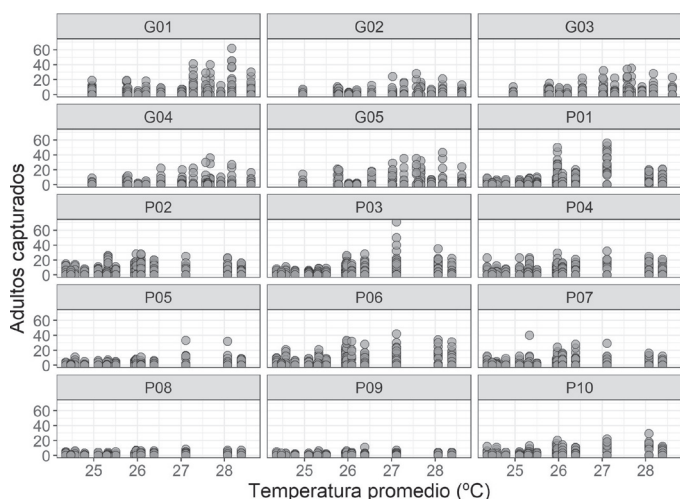 G01 G02 G03
60
40
20
0
G04 G05 P01
60
40
20
0
P02 P03 P04
60
40
20
0
P05 P06 P07
60
40
20
0
P08 P09 P10
60
40
20
0
25 26 27 28 25 26 27 28 25 26 27 28
Adultos capturados
Temperatura promedio (ºC)